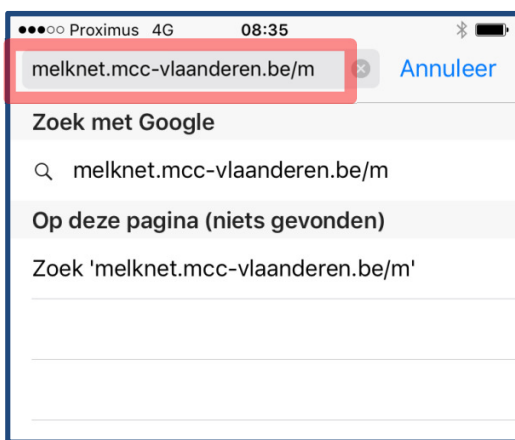 Proximus 4G 08:35
melknet.mcc-vlaanderen.be/m Annuleer
Zoek met Google
melknet.mcc-vlaanderen.be/m
Op deze pagina (niets gevonden)
Zoek 'melknet.mcc-vlaanderen.be/m'